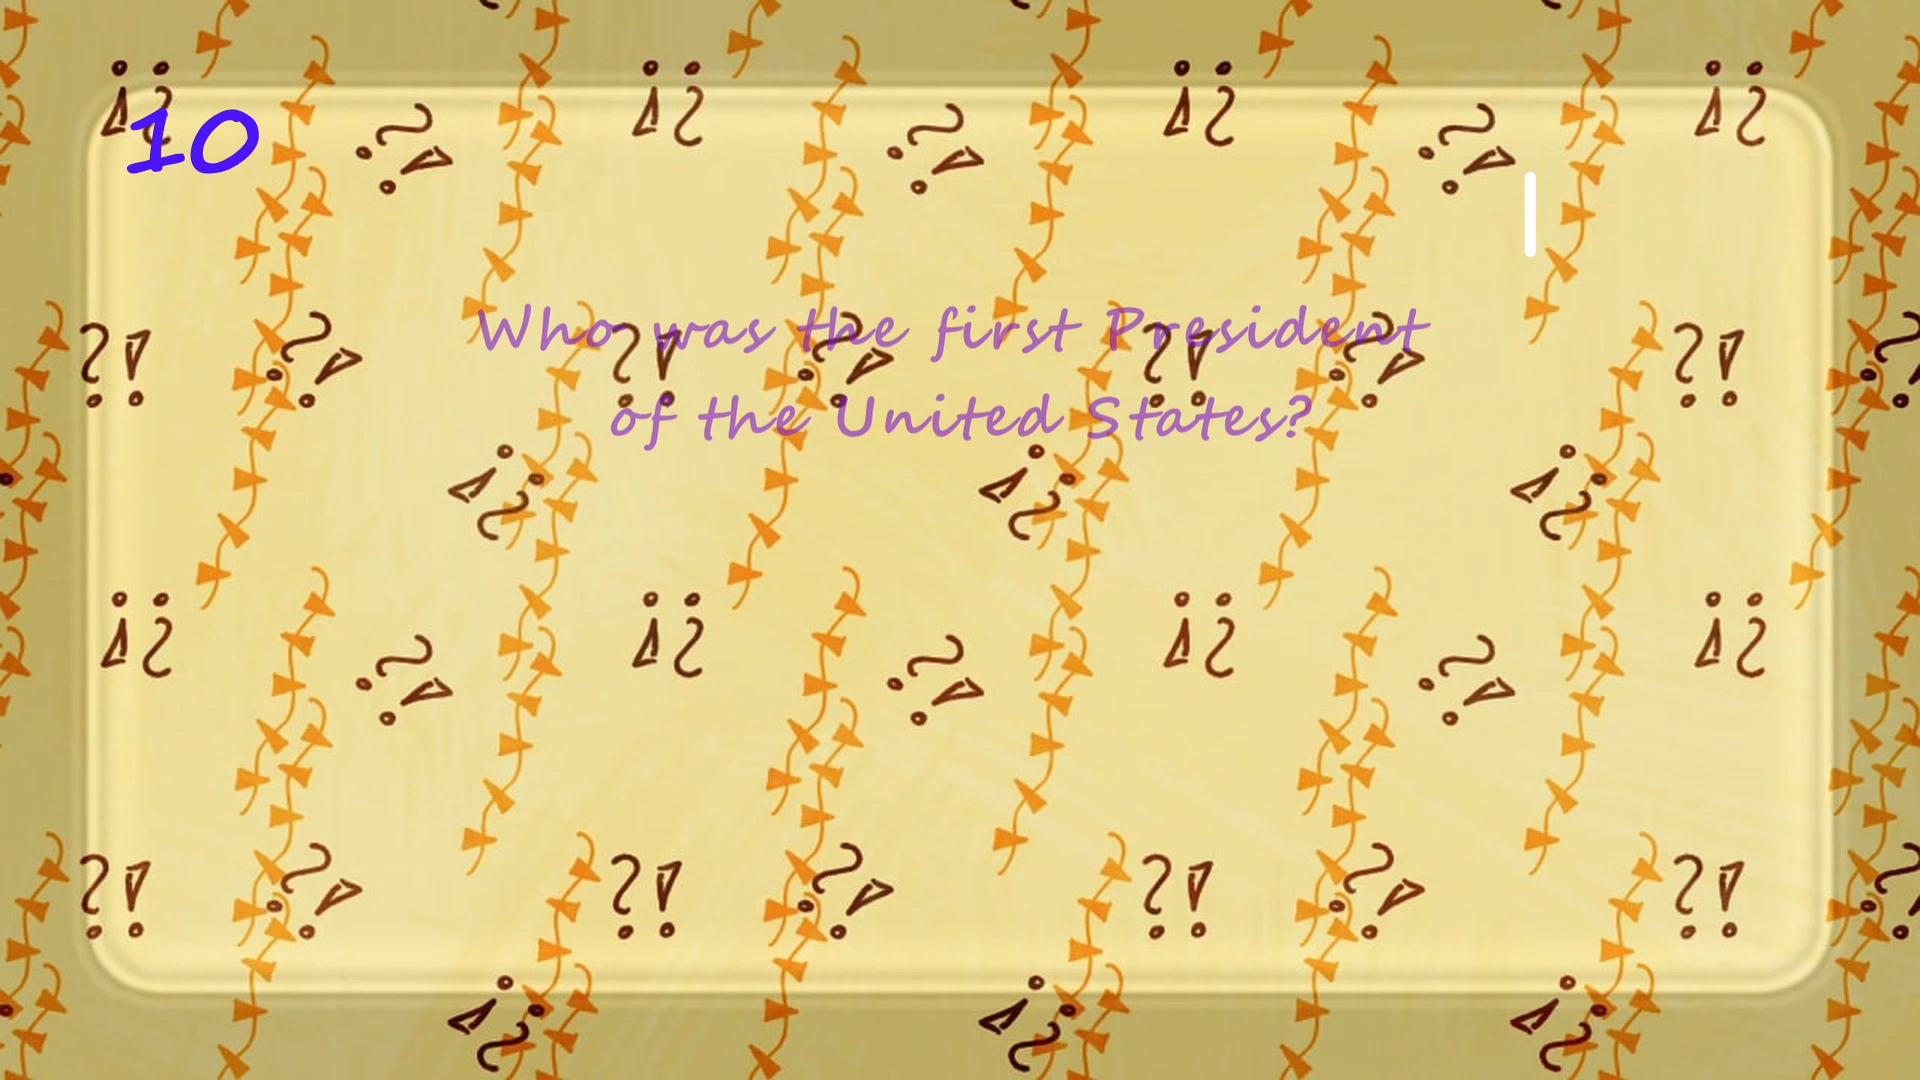 10
Who was the first President
of the United States?